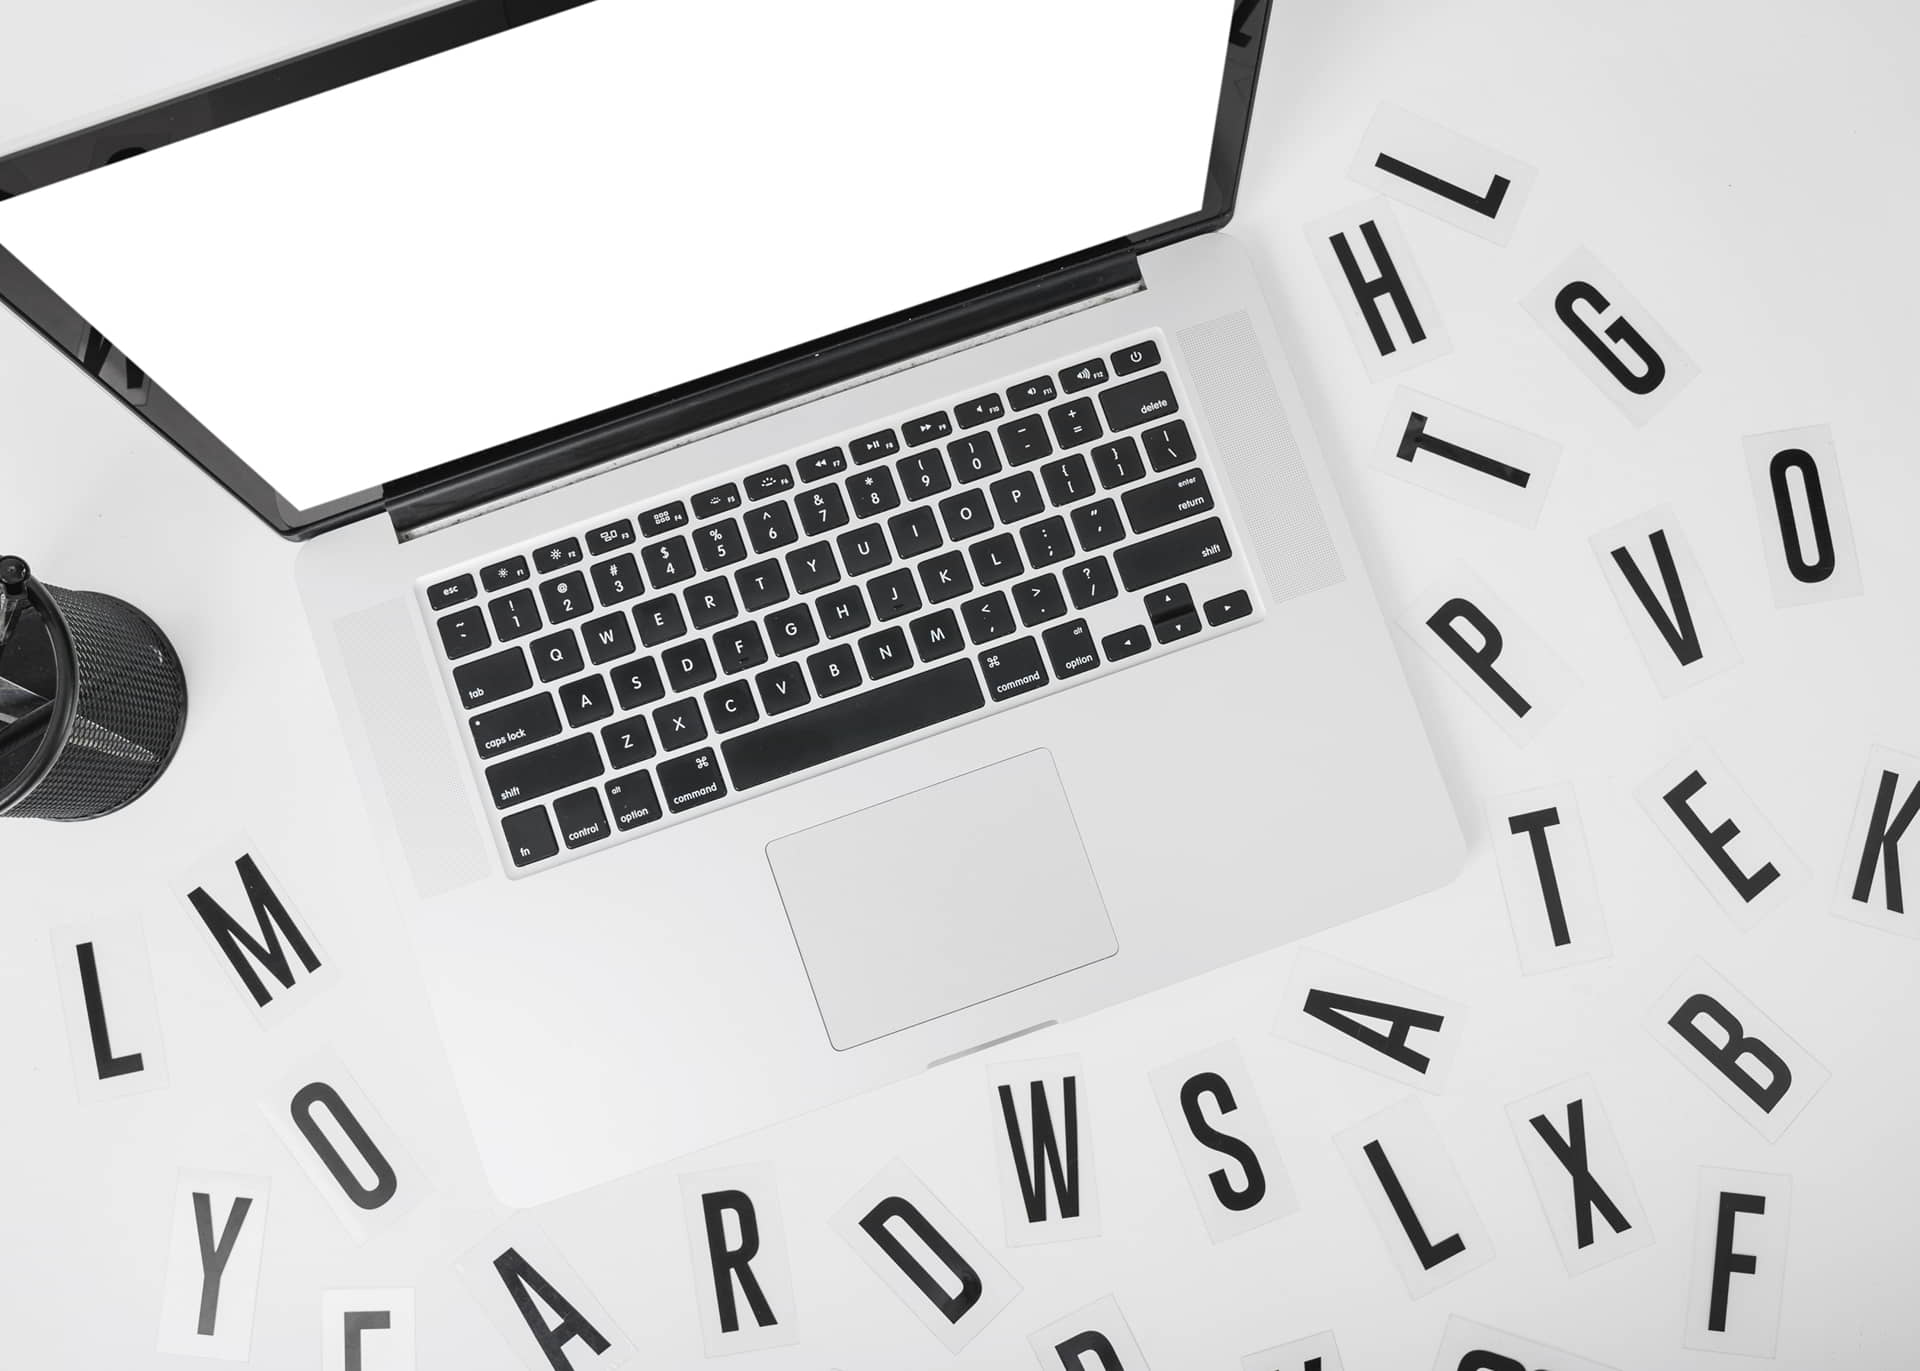 esc F1 F2 F3 F4 F5 F6 F7 F8 F9 F10 F11 F12
~ ` ! 1 @ 2 # 3 $ 4 % 5 ^ 6 & 7 * 8 ( 9 ) 0 _ - + = delete
tab Q W E R T Y U I O P { [ } ] | \
caps lock A S D F G H J K L : ; " ' enter return
shift Z X C V B N M < , > . ? / shift
fn control alt option command command alt option
L
H
G
T
O
V
P
E
K
T
M
L
A
B
O
W
S
L
X
Y
R
D
F
A